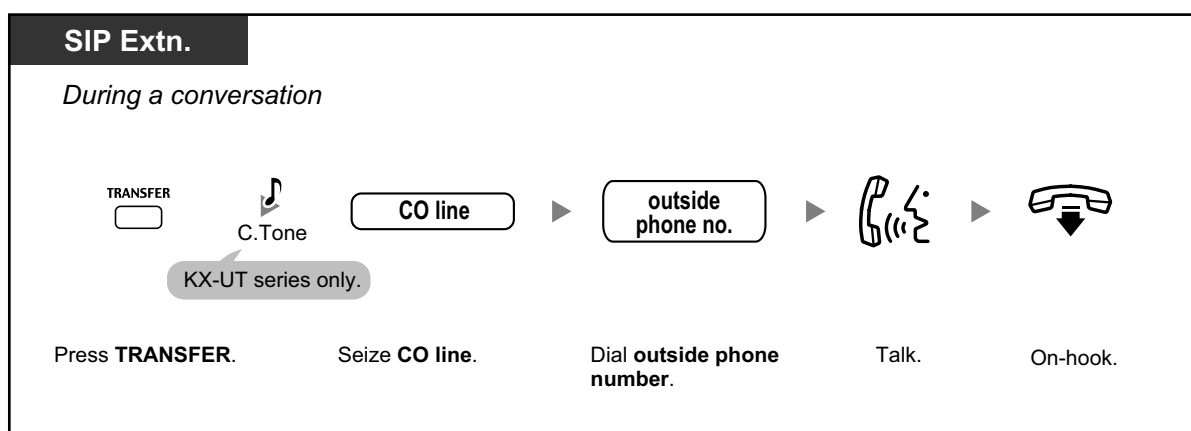 SIP Extn.
During a conversation
TRANSFER
C.Tone
KX-UT series only.
CO line
outside
phone no.
Press TRANSFER.
Seize CO line.
Dial outside phone
number.
Talk.
On-hook.